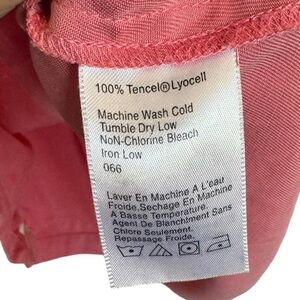 100% Tencel®Lyocell
Machine Wash Cold
Tumble Dry Low
NoN-Chlorine Bleach
Iron Low
066
Laver En Machine A L'eau
Froide,Sechage En Machine
A Basse Temperature.
Agent De Blanchiment Sans
Chlore Seulement.
Repassage Froide.